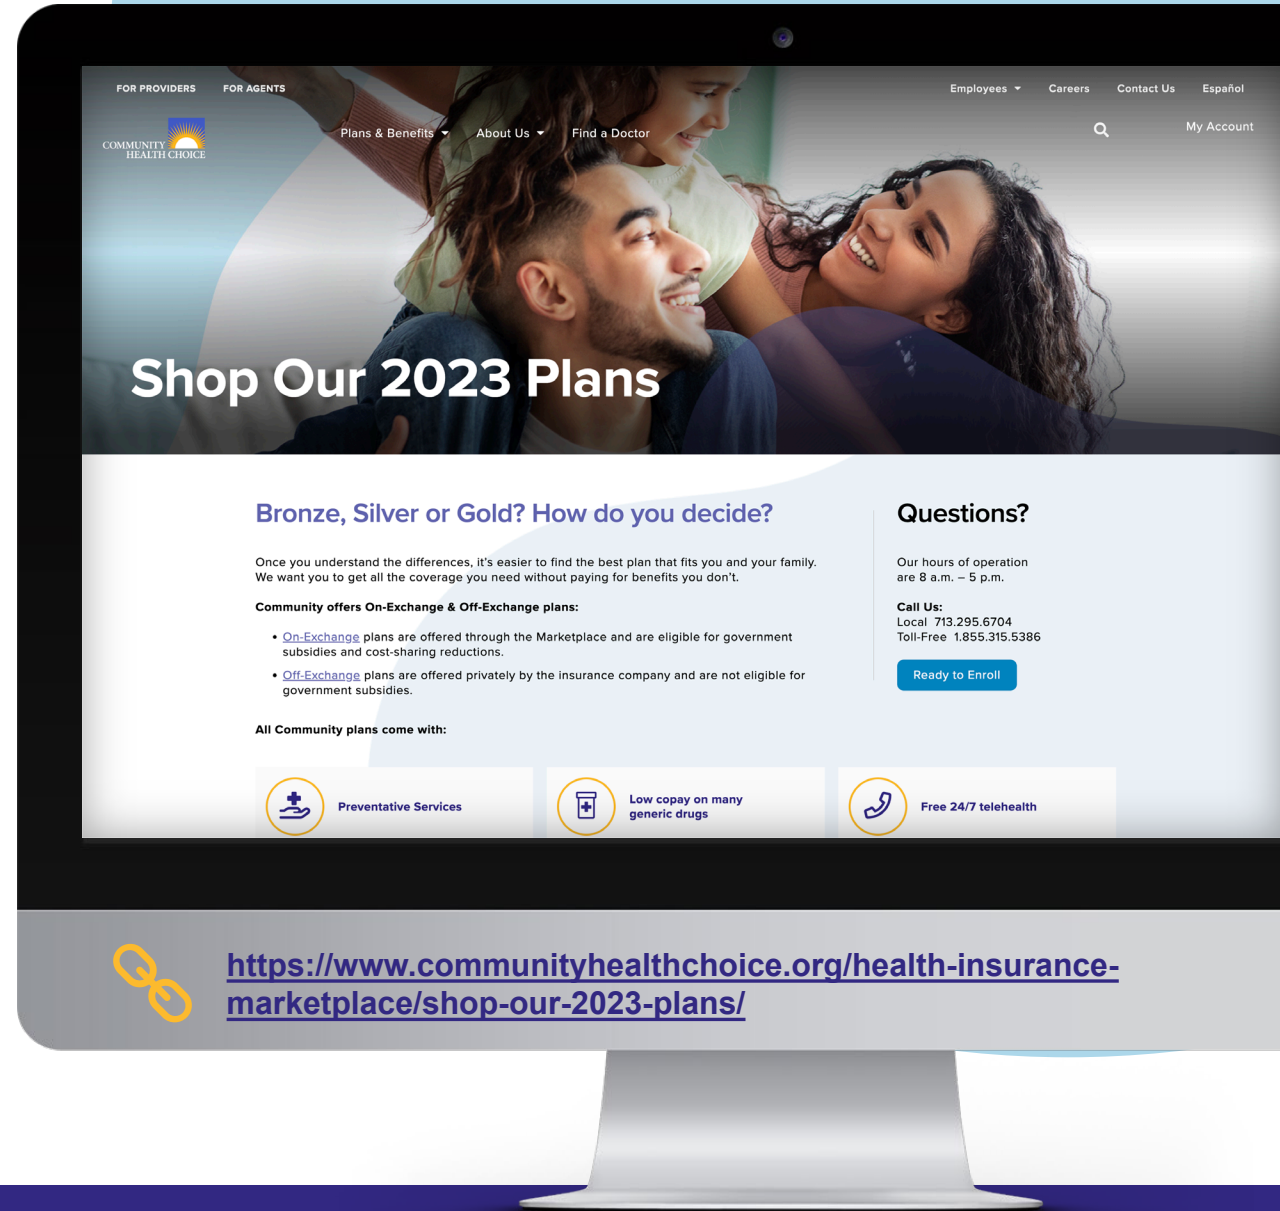 FOR PROVIDERS FOR AGENTS
Employees Careers Contact Us Español
COMMUNITY
HEALTH CHOICE
Plans & Benefits About Us Find a Doctor
My Account
Shop Our 2023 Plans
Bronze, Silver or Gold? How do you decide?
Once you understand the differences, it's easier to find the best plan that fits you and your family.
We want you to get all the coverage you need without paying for benefits you don't.
Community offers On-Exchange & Off-Exchange plans:
• On-Exchange plans are offered through the Marketplace and are eligible for government
subsidies and cost-sharing reductions.
• Off-Exchange plans are offered privately by the insurance company and are not eligible for
government subsidies.
All Community plans come with:
Questions?
Our hours of operation
are 8 a.m. – 5 p.m.
Call Us:
Local 713.295.6704
Toll-Free 1.855.315.5386
Ready to Enroll
Preventative Services
Low copay on many
generic drugs
Free 24/7 telehealth
https://www.communityhealthchoice.org/health-insurance-
marketplace/shop-our-2023-plans/